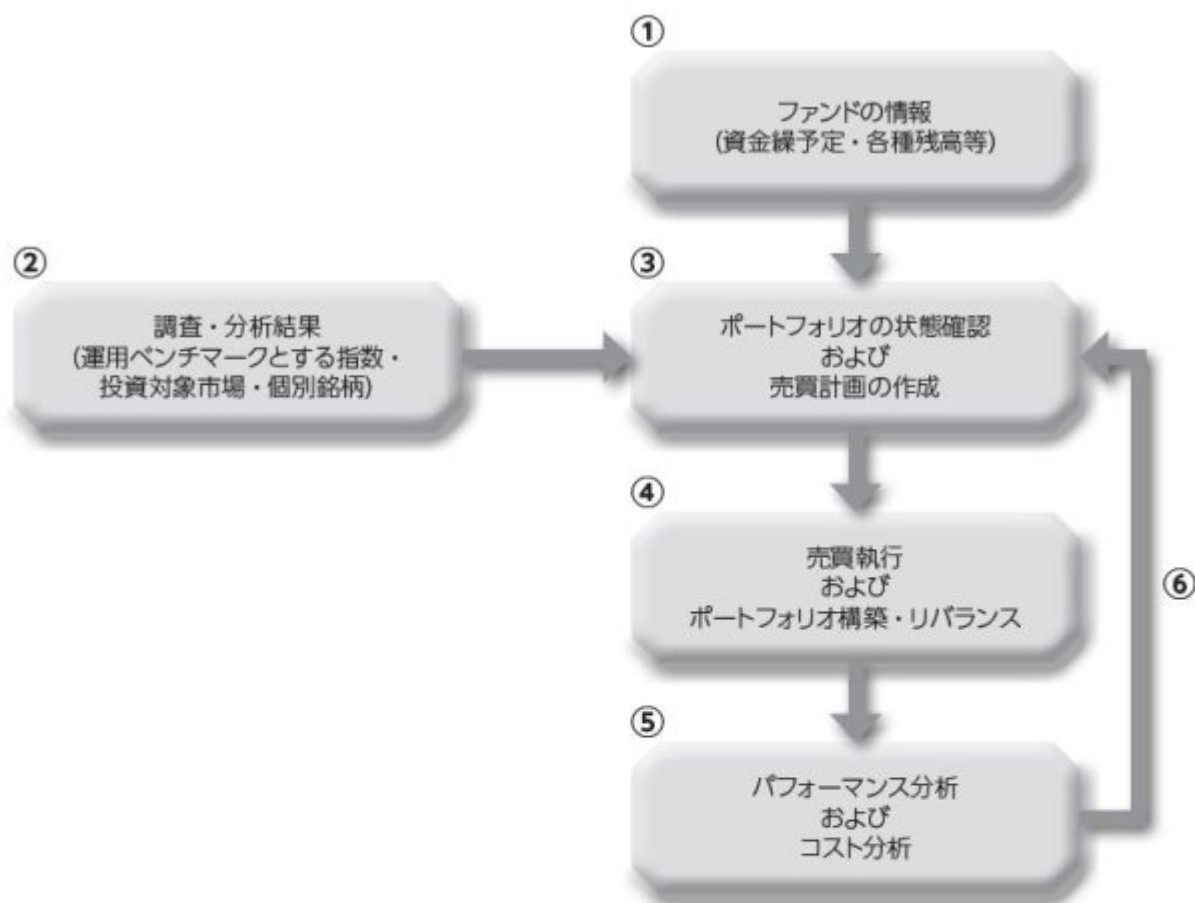 ①
ファンドの情報
(資金繰予定・各種残高等)
②
調査・分析結果
(運用ベンチマークとする指数・
投資対象市場・個別銘柄)
③
ポートフォリオの状態確認
および
売買計画の作成
④
売買執行
および
ポートフォリオ構築・リバランス
⑥
⑤
パフォーマンス分析
および
コスト分析